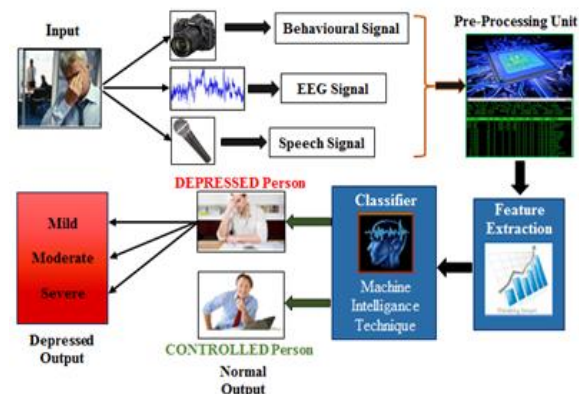 Input
Behavioural Signal
EEG Signal
Speech Signal
Pre-Processing Unit
Feature
Extraction
Classifier
Machine
Intelligance
Technique
DEPRESSED Person
CONTROLLED Person
Normal
Output
Mild
Moderate
Severe
Depressed
Output